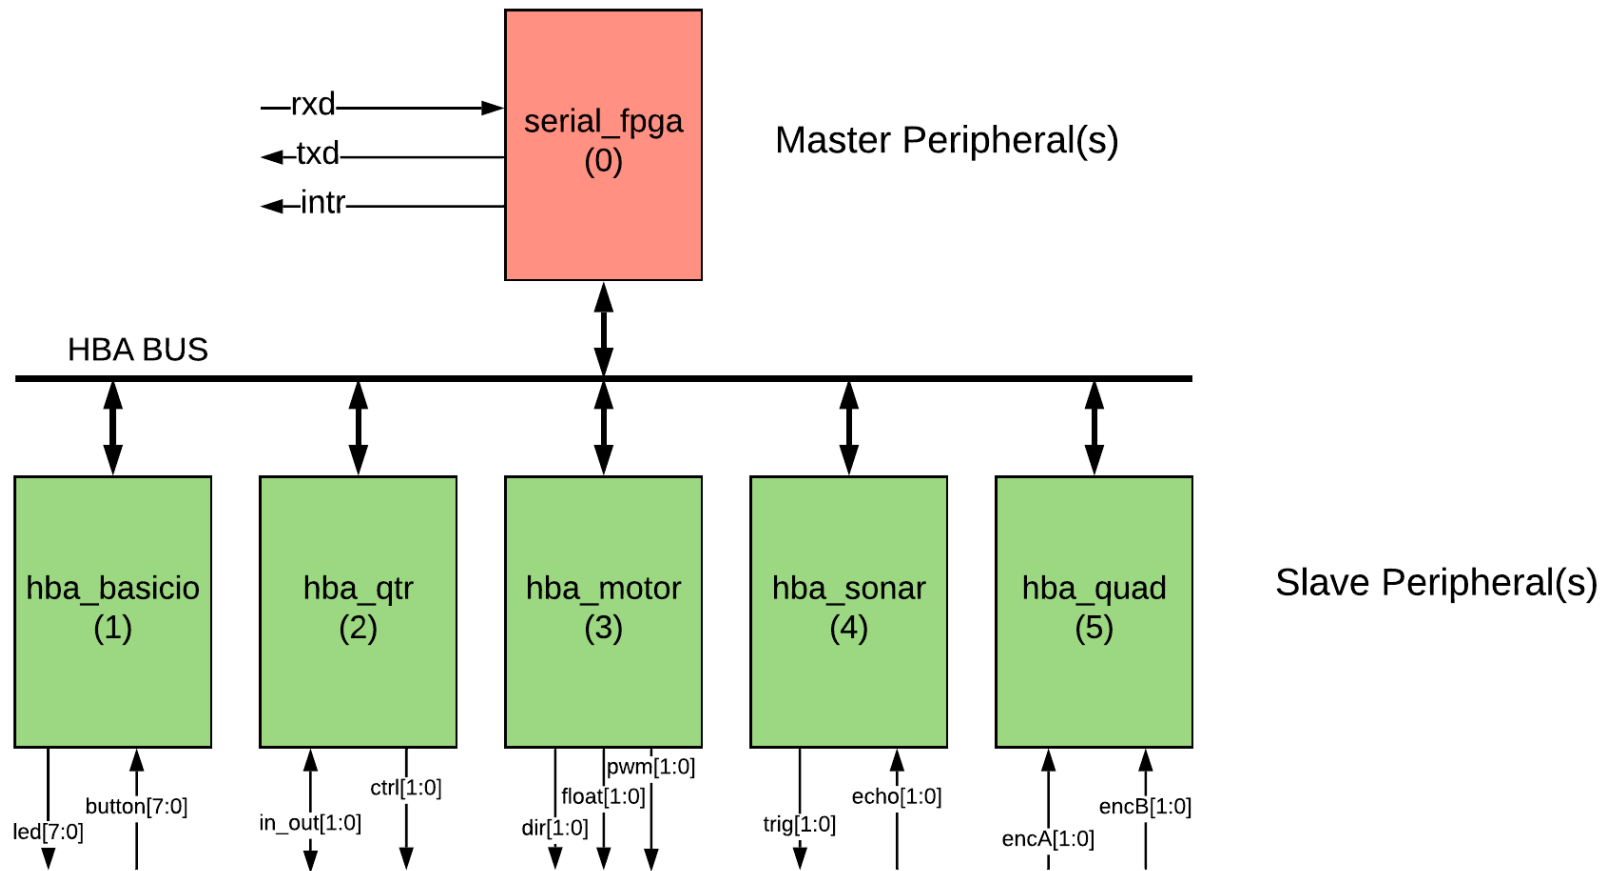 rxd
txd
intr
serial_fpga
(0)
Master Peripheral(s)
HBA BUS
hba_basicio
(1)
hba_qtr
(2)
hba_motor
(3)
hba_sonar
(4)
hba_quad
(5)
Slave Peripheral(s)
led[7:0]
button[7:0]
in_out[1:0]
ctrl[1:0]
dir[1:0]
float[1:0]
pwm[1:0]
trig[1:0]
echo[1:0]
encA[1:0]
encB[1:0]